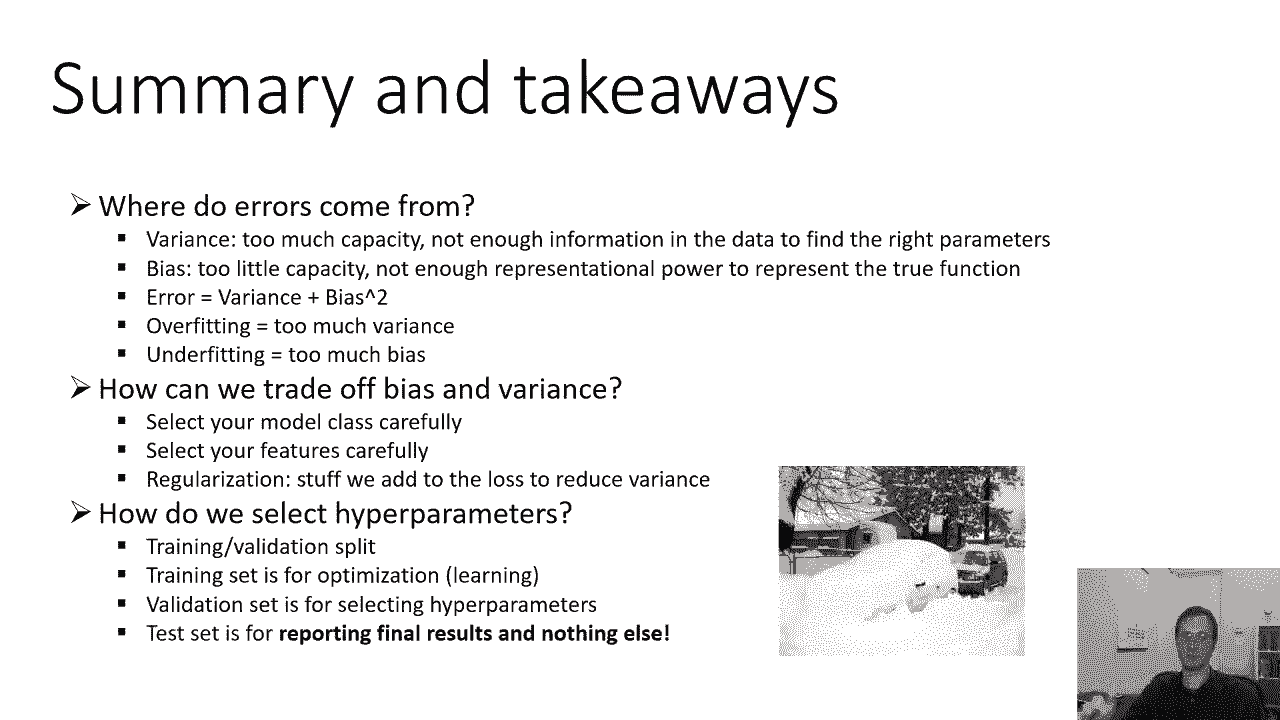 Summary and takeaways
➢ Where do errors come from?
▪ Variance: too much capacity, not enough information in the data to find the right parameters
▪ Bias: too little capacity, not enough representational power to represent the true function
▪ Error = Variance + Bias^2
▪ Overfitting = too much variance
▪ Underfitting = too much bias
➢ How can we trade off bias and variance?
▪ Select your model class carefully
▪ Select your features carefully
▪ Regularization: stuff we add to the loss to reduce variance
➢ How do we select hyperparameters?
▪ Training/validation split
▪ Training set is for optimization (learning)
▪ Validation set is for selecting hyperparameters
▪ Test set is for reporting final results and nothing else!